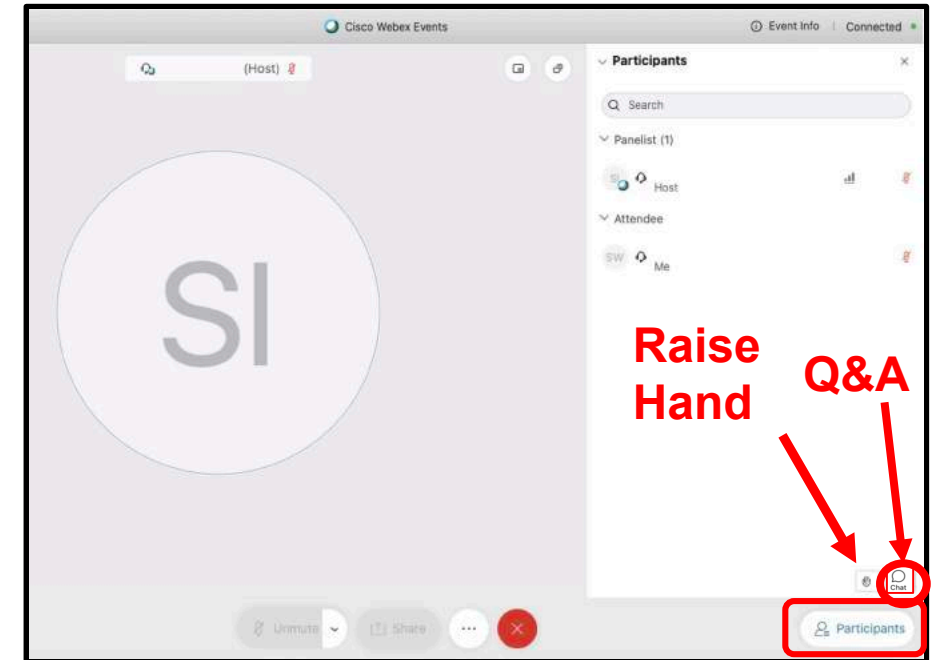 Cisco Webex Events
Event Info
Connected
(Host)
Participants
Search
Panelist (1)
SI
Host
Attendee
SW
Me
SI
Raise
Hand
Q&A
Chat
Unmute
Share
Participants